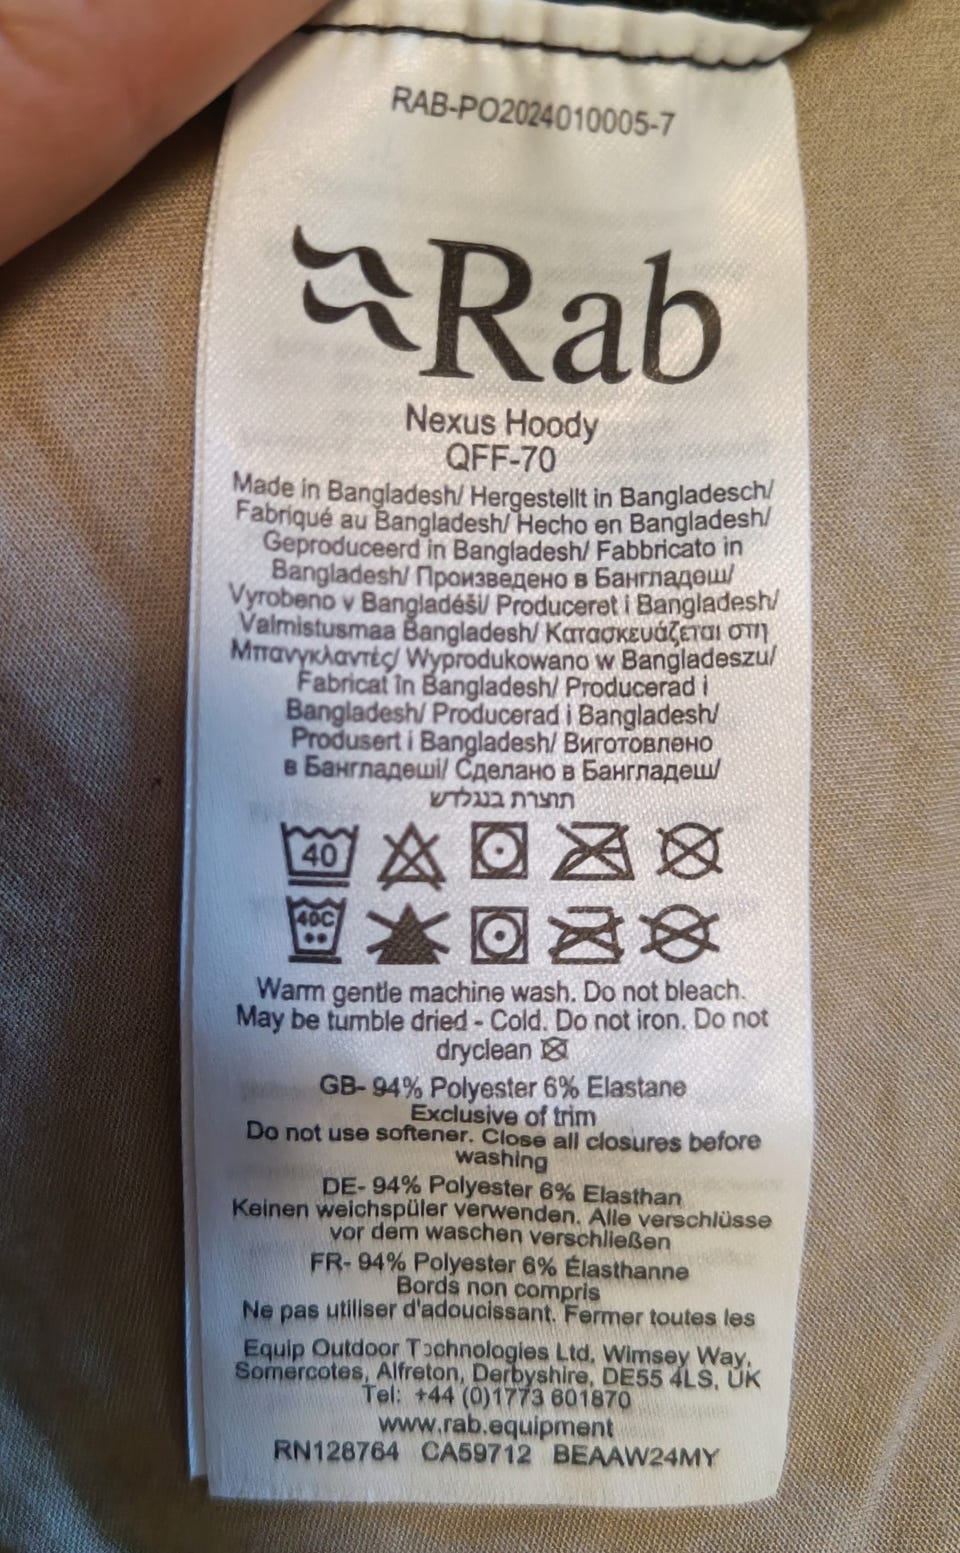 RAB-PO2024010005-7
Rab
Nexus Hoody
QFF-70
Made in Bangladesh/ Hergestellt in Bangladesch/
Fabriqué au Bangladesh/ Hecho en Bangladesh/
Geproduceerd in Bangladesh/ Fabbricato in
Bangladesh/ Произведено в Бангладеш/
Vyrobeno v Bangladéši/ Produceret i Bangladesh/
Valmistusmaa Bangladesh/ Κατασκευάζεται στη
Μπανγκλαντές/ Wyprodukowano w Bangladeszu/
Fabricat în Bangladesh/ Producerad i
Bangladesh/ Producerad i Bangladesh/
Produsert i Bangladesh/ Виготовлено
в Бангладеші/ Сделано в Бангладеш/
תוצרת בנגלדש
40
40C
Warm gentle machine wash. Do not bleach.
May be tumble dried - Cold. Do not iron. Do not
dryclean
GB- 94% Polyester 6% Elastane
Exclusive of trim
Do not use softener. Close all closures before
washing
DE- 94% Polyester 6% Elasthan
Keinen weichspüler verwenden. Alle verschlüsse
vor dem waschen verschließen
FR- 94% Polyester 6% Élasthanne
Bords non compris
Ne pas utiliser d'adoucissant. Fermer toutes les
Equip Outdoor Technologies Ltd, Wimsey Way,
Somercotes, Alfreton, Derbyshire, DE55 4LS, UK
Tel: +44 (0)1773 601870
www.rab.equipment
RN128764 CA59712 BEAAW24MY